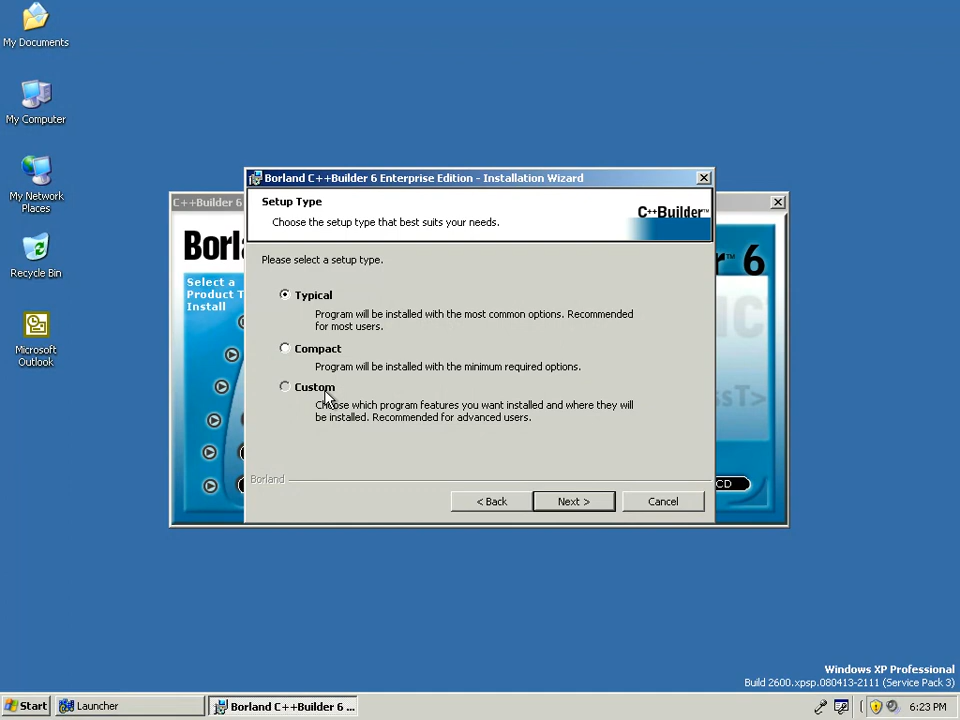 My Documents
My Computer
My Network
Places
Recycle Bin
Microsoft
Outlook
C++Builder 6
Borl
Select a
Product T
Install
6
CD
Borland C++Builder 6 Enterprise Edition - Installation Wizard
Setup Type
Choose the setup type that best suits your needs.
C++Builder™
Please select a setup type.
Typical
Program will be installed with the most common options. Recommended
for most users.
Compact
Program will be installed with the minimum required options.
Custom
Choose which program features you want installed and where they will
be installed. Recommended for advanced users.
Borland
< Back
Next >
Cancel
Windows XP Professional
Build 2600.xpsp.080413-2111 (Service Pack 3)
Start
Launcher
Borland C++Builder 6 ...
6:23 PM